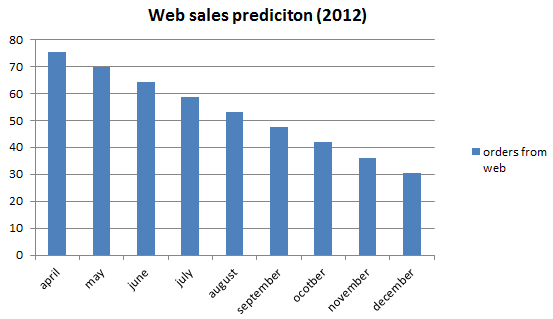 Web sales prediciton (2012)
80
70
60
50
40
30
20
10
0
april
may
june
july
august
september
ocotber
november
december
orders from
web